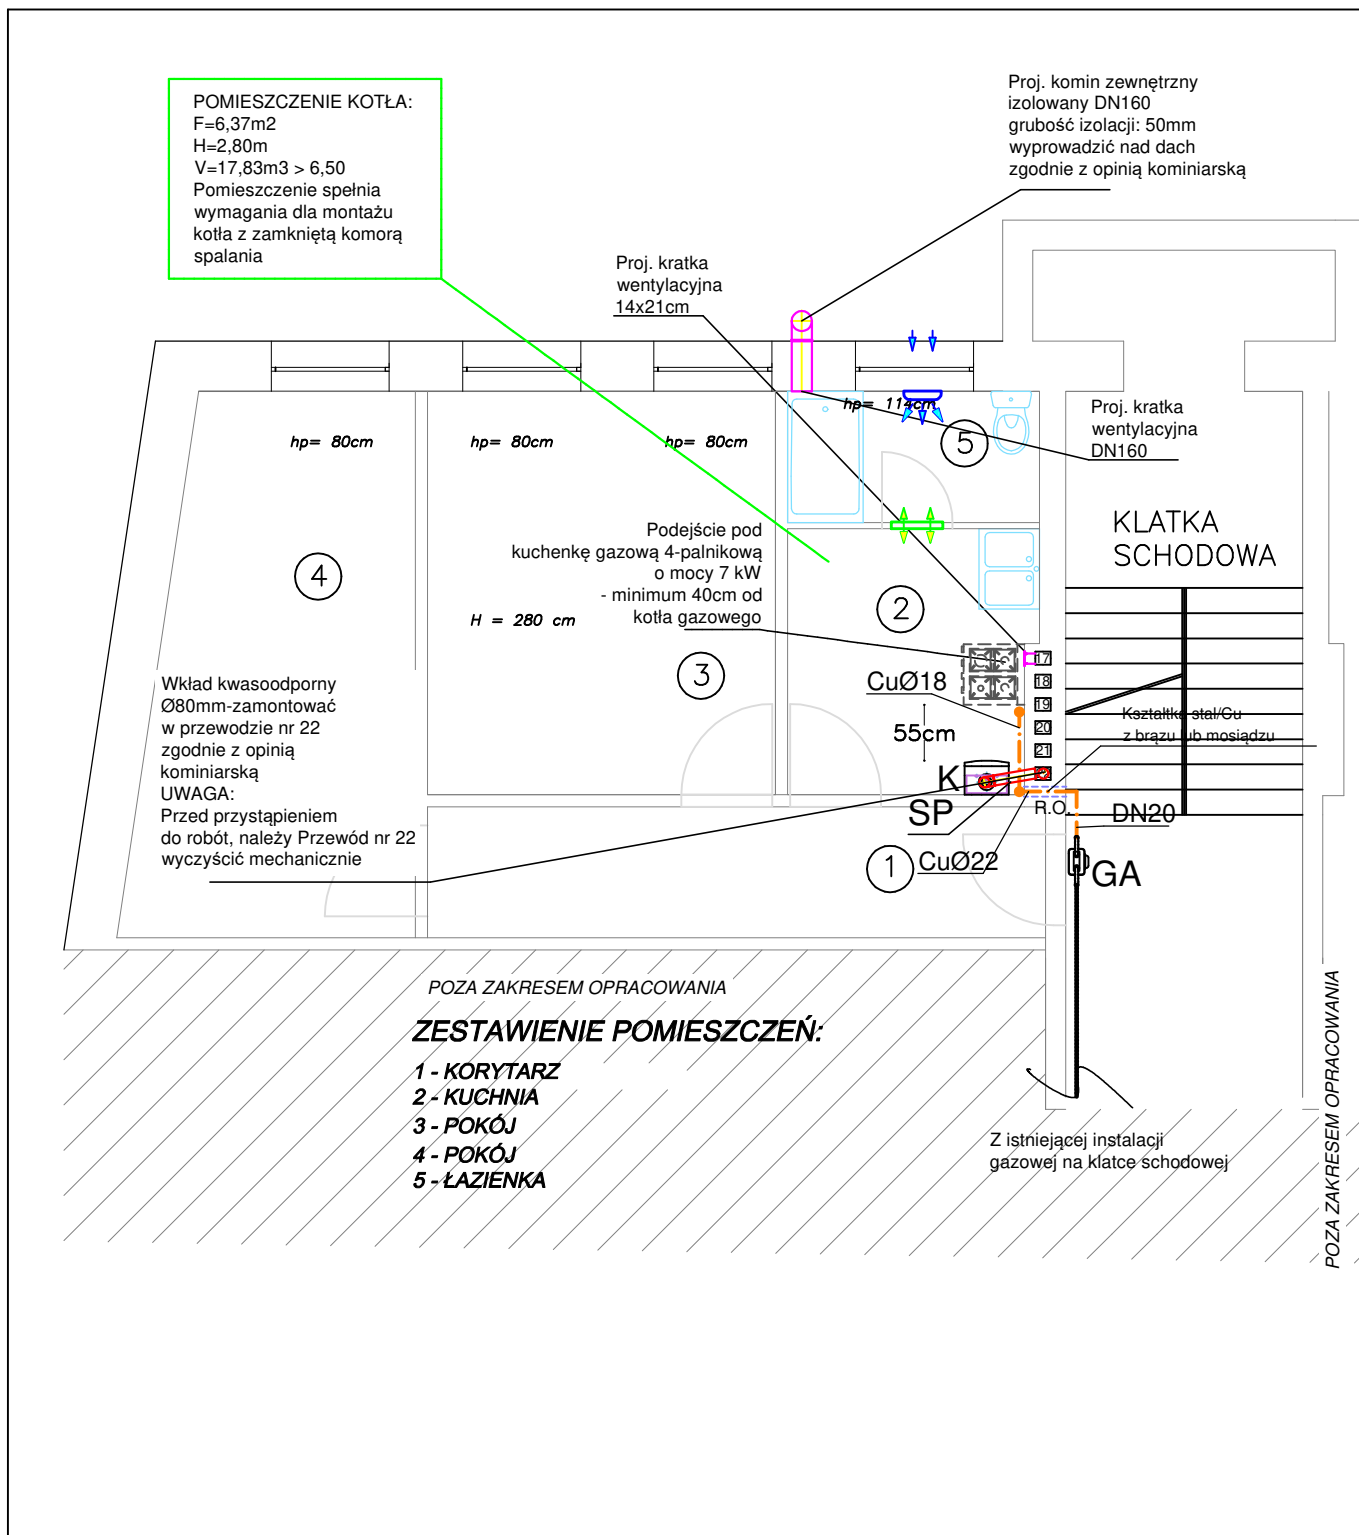 POMIESZCZENIE KOTŁA:
F=6,37m2
H=2,80m
V=17,83m3 > 6,50
Pomieszczenie spełnia
wymagania dla montażu
kotła z zamkniętą komorą
spalania
Proj. komin zewnętrzny
izolowany DN160
grubość izolacji: 50mm
wyprowadzić nad dach
zgodnie z opinią kominiarską
Proj. kratka
wentylacyjna
14x21cm
hp= 80cm
hp= 80cm
hp= 80cm
hp= 114cm
5
Proj. kratka
wentylacyjna
DN160
KLATKA
SCHODOWA
Podejście pod
kuchenkę gazową 4-palnikową
o mocy 7 kW
- minimum 40cm od
kotła gazowego
4
H = 280 cm
2
3
17
18
19
20
21
CuØ18
55cm
Kształtka stal/Cu
z brązu lub mosiądzu
Wkład kwasoodporny
Ø80mm-zamontować
w przewodzie nr 22
zgodnie z opinią
kominiarską
UWAGA:
Przed przystąpieniem
do robót, należy Przewód nr 22
wyczyścić mechanicznie
K
SP
R.O.
DN20
1
CuØ22
GA
POZA ZAKRESEM OPRACOWANIA
ZESTAWIENIE POMIESZCZEŃ:
1 - KORYTARZ
2 - KUCHNIA
3 - POKÓJ
4 - POKÓJ
5 - ŁAZIENKA
Z istniejącej instalacji
gazowej na klatce schodowej
POZA ZAKRESEM OPRACOWANIA